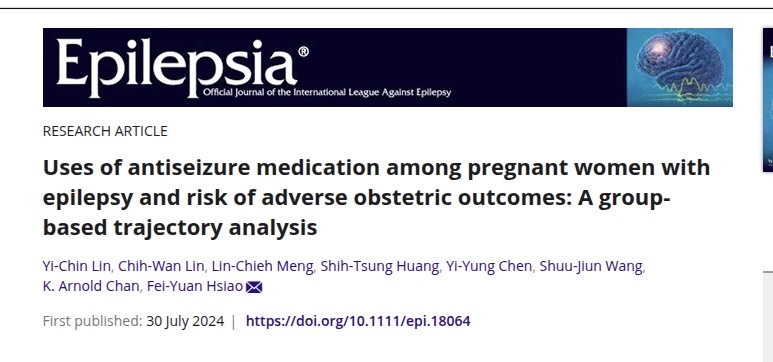 Epilepsia®
Official Journal of the International League Against Epilepsy
RESEARCH ARTICLE
Uses of antiseizure medication among pregnant women with
epilepsy and risk of adverse obstetric outcomes: A group-
based trajectory analysis
Yi-Chin Lin, Chih-Wan Lin, Lin-Chieh Meng, Shih-Tsung Huang, Yi-Yung Chen, Shuu-Jiun Wang,
K. Arnold Chan, Fei-Yuan Hsiao
First published: 30 July 2024 | https://doi.org/10.1111/epi.18064